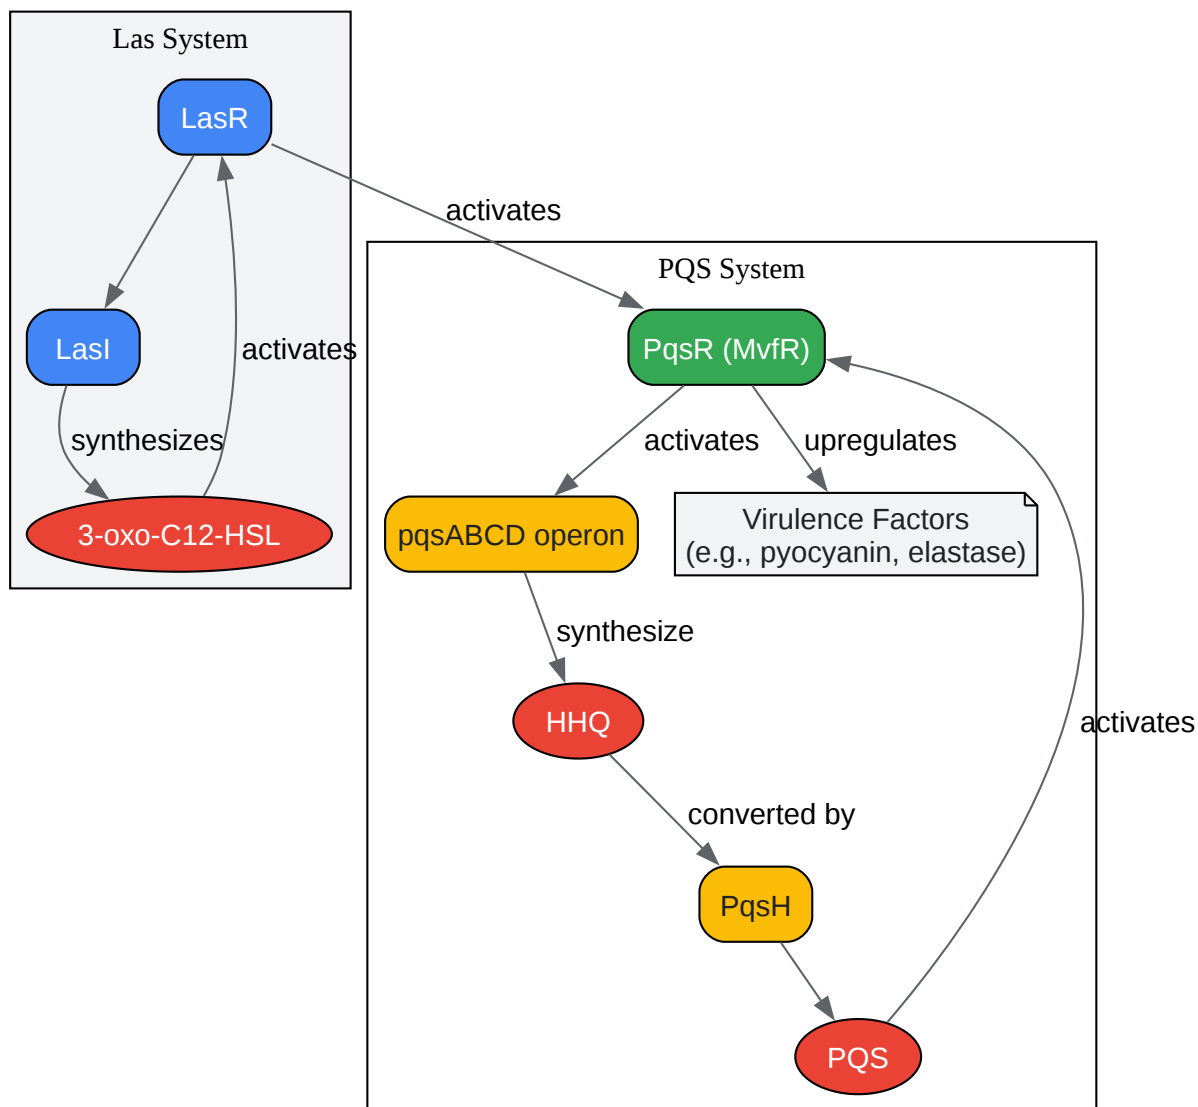 Las System
LasR
activates
PQS System
LasI
activates
PqsR (MvfR)
synthesizes
activates
upregulates
3-oxo-C12-HSL
pqsABCD operon
Virulence Factors
(e.g., pyocyanin, elastase)
synthesize
HHQ
activates
converted by
PqsH
PQS